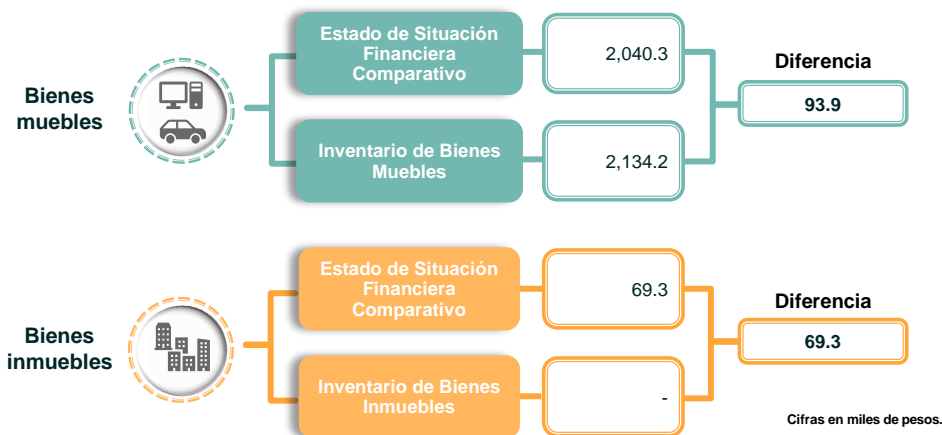 Bienes
muebles
Estado de Situación
Financiera
Comparativo
2,040.3
Inventario de Bienes
Muebles
2,134.2
Diferencia
93.9
Bienes
inmuebles
Estado de Situación
Financiera
Comparativo
69.3
Inventario de Bienes
Inmuebles
-
Diferencia
69.3
Cifras en miles de pesos.